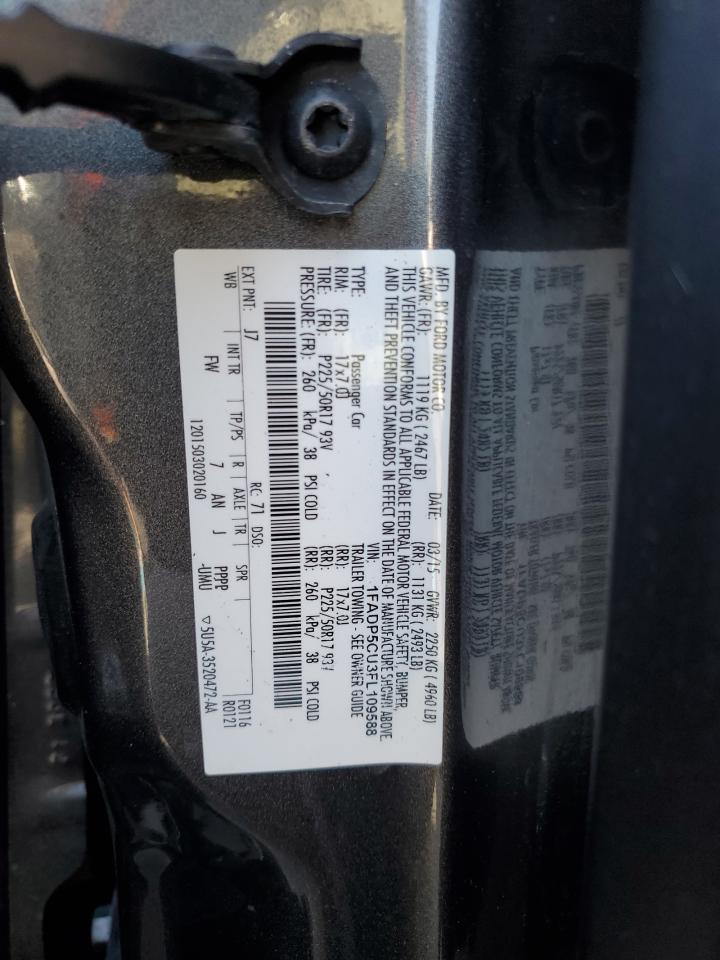 MFD. BY FORD MOTOR CO. DATE: 03/15 GVWR: 2250 KG ( 4960 LB)
GAWR: (FR): 1119 KG ( 2467 LB) (RR): 1131 KG ( 2493 LB)
THIS VEHICLE CONFORMS TO ALL APPLICABLE FEDERAL MOTOR VEHICLE SAFETY, BUMPER,
AND THEFT PREVENTION STANDARDS IN EFFECT ON THE DATE OF MANUFACTURE SHOWN ABOVE.
VIN: 1FADP5CU3FL109588
TYPE: Passenger Car TRAILER TOWING - SEE OWNER GUIDE
RIM: (FR): 17x7.0J (RR): 17x7.0J
TIRE: (FR): P225/50R17 93V (RR): P225/50R17 93V
PRESSURE: (FR): 260 kPa/ 38 PSI COLD (RR): 260 kPa/ 38 PSI COLD
RC: 71 DSO: F0116
EXT PNT: J7 R0121
WB INT TR TP/PS R AXLE TR SPR
FW 7 AN J PPPP
1201503020160 -UMU ▽5U5A-3520472-AA